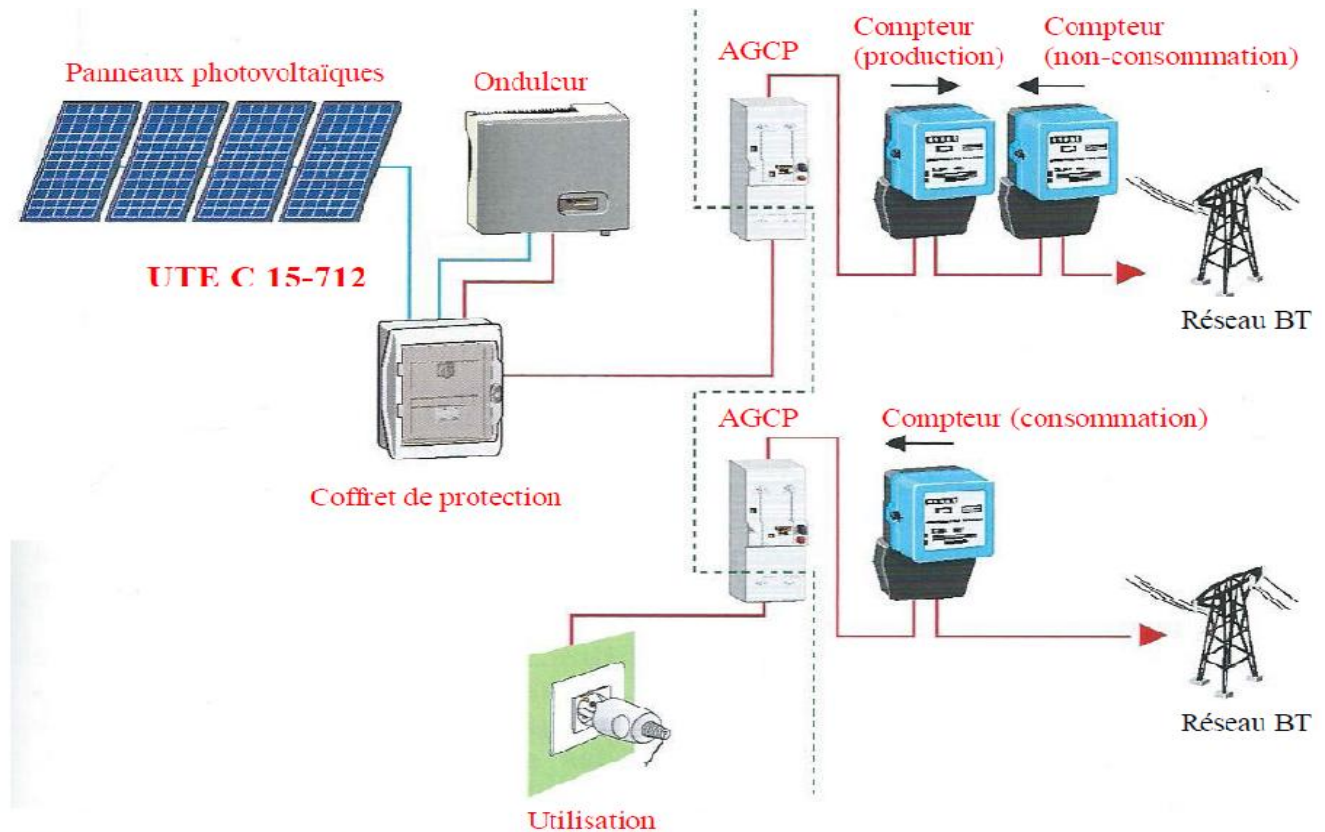 Panneaux photovoltaïques
Onduleur
AGCP
Compteur
(production)
Compteur
(non-consommation)
UTE C 15-712
Réseau BT
Coffret de protection
AGCP
Compteur (consommation)
Réseau BT
Utilisation